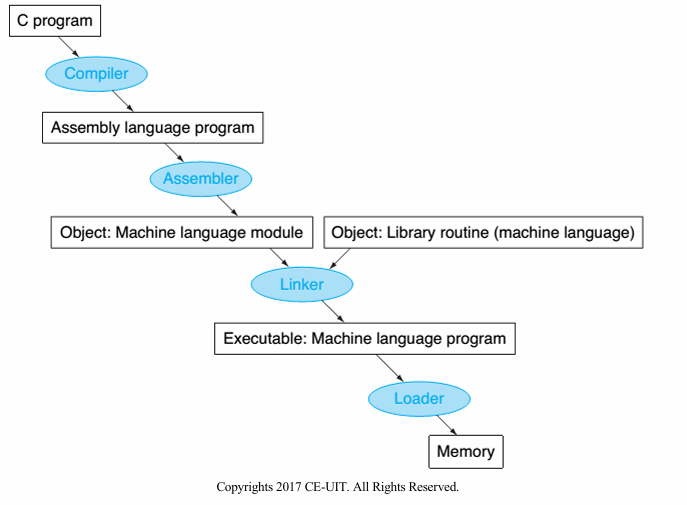 C program
Compiler
Assembly language program
Assembler
Object: Machine language module
Object: Library routine (machine language)
Linker
Executable: Machine language program
Loader
Memory
Copyrights 2017 CE-UIT. All Rights Reserved.